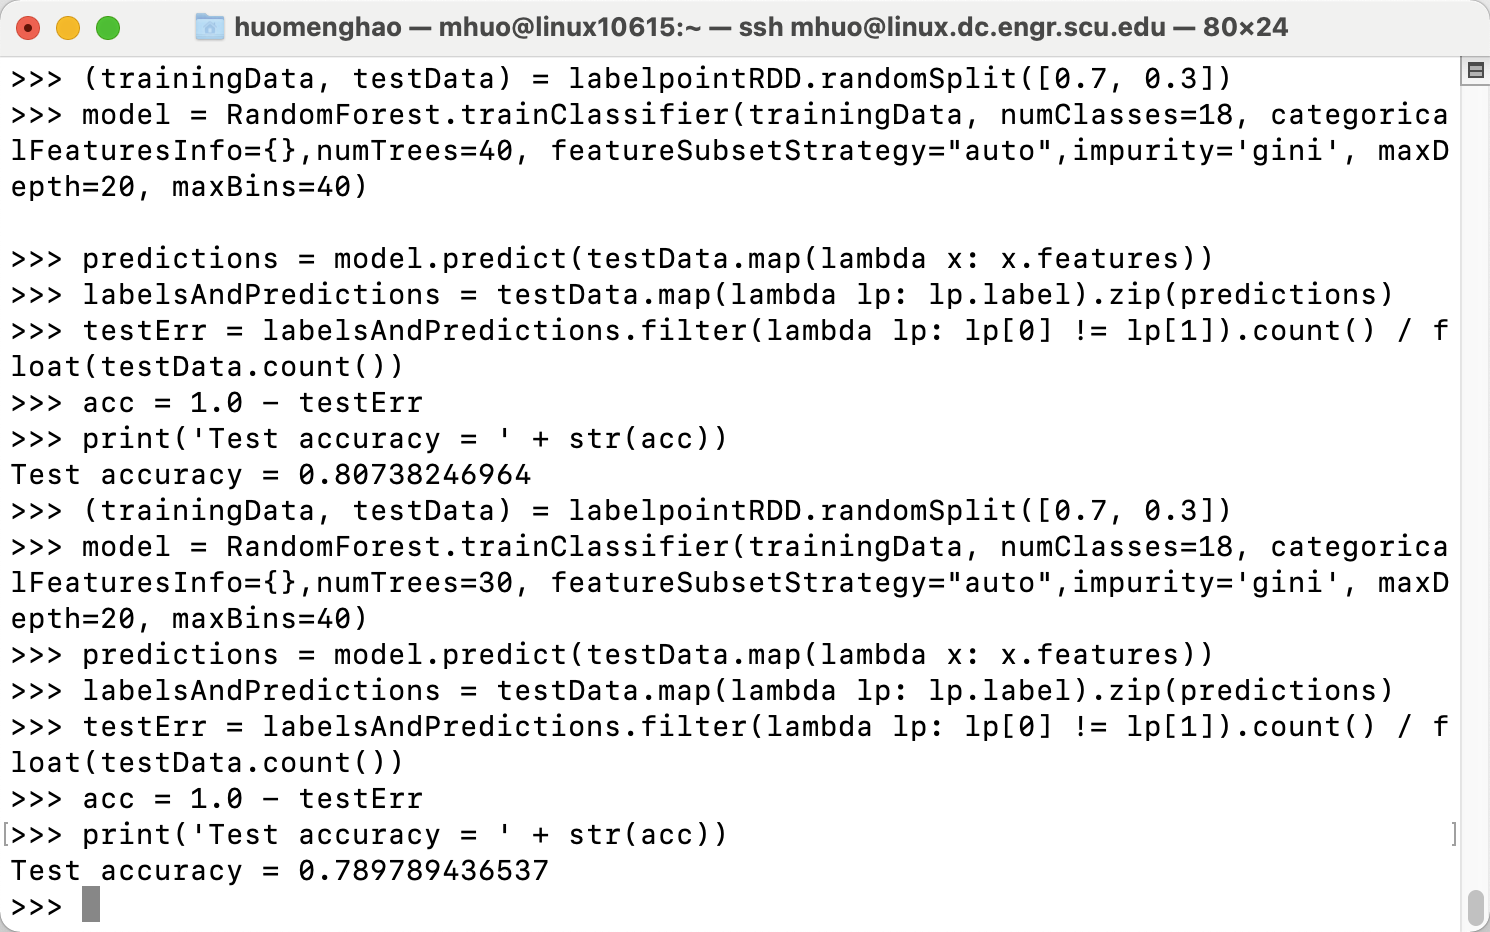 huomenghao — mhuo@linux10615:~ — ssh mhuo@linux.dc.engr.scu.edu — 80×24
>>> (trainingData, testData) = labelpointRDD.randomSplit([0.7, 0.3])
>>> model = RandomForest.trainClassifier(trainingData, numClasses=18, categorica
lFeaturesInfo={},numTrees=40, featureSubsetStrategy="auto",impurity='gini', maxD
epth=20, maxBins=40)
>>> predictions = model.predict(testData.map(lambda x: x.features))
>>> labelsAndPredictions = testData.map(lambda lp: lp.label).zip(predictions)
>>> testErr = labelsAndPredictions.filter(lambda lp: lp[0] != lp[1]).count() / f
loat(testData.count())
>>> acc = 1.0 - testErr
>>> print('Test accuracy = ' + str(acc))
Test accuracy = 0.80738246964
>>> (trainingData, testData) = labelpointRDD.randomSplit([0.7, 0.3])
>>> model = RandomForest.trainClassifier(trainingData, numClasses=18, categorica
lFeaturesInfo={},numTrees=30, featureSubsetStrategy="auto",impurity='gini', maxD
epth=20, maxBins=40)
>>> predictions = model.predict(testData.map(lambda x: x.features))
>>> labelsAndPredictions = testData.map(lambda lp: lp.label).zip(predictions)
>>> testErr = labelsAndPredictions.filter(lambda lp: lp[0] != lp[1]).count() / f
loat(testData.count())
>>> acc = 1.0 - testErr
[>>> print('Test accuracy = ' + str(acc)) ]
Test accuracy = 0.789789436537
>>>